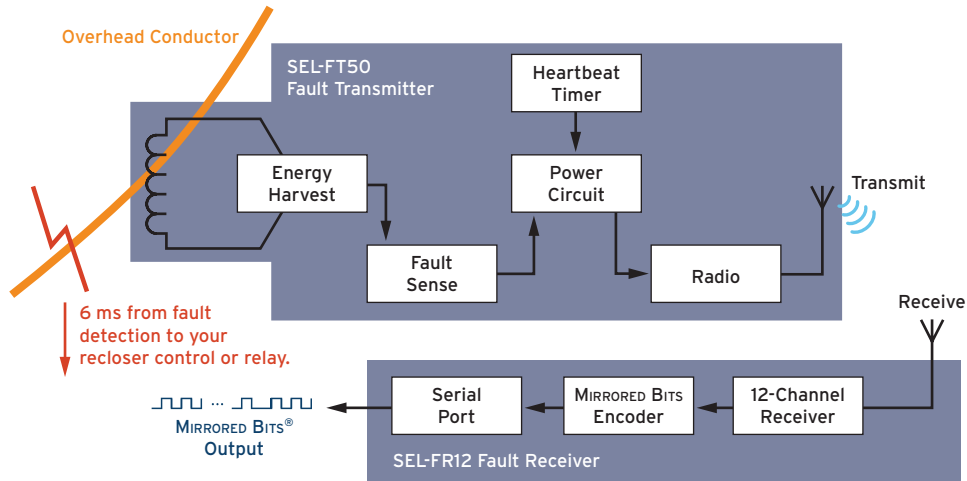 Overhead Conductor
SEL-FT50
Fault Transmitter
Heartbeat
Timer
Energy
Harvest
Power
Circuit
Transmit
Fault
Sense
Radio
6 ms from fault
detection to your
recloser control or relay.
Receive
Serial
Port
MIRRORED BITS
Encoder
12-Channel
Receiver
...
MIRRORED BITS®
Output
SEL-FR12 Fault Receiver